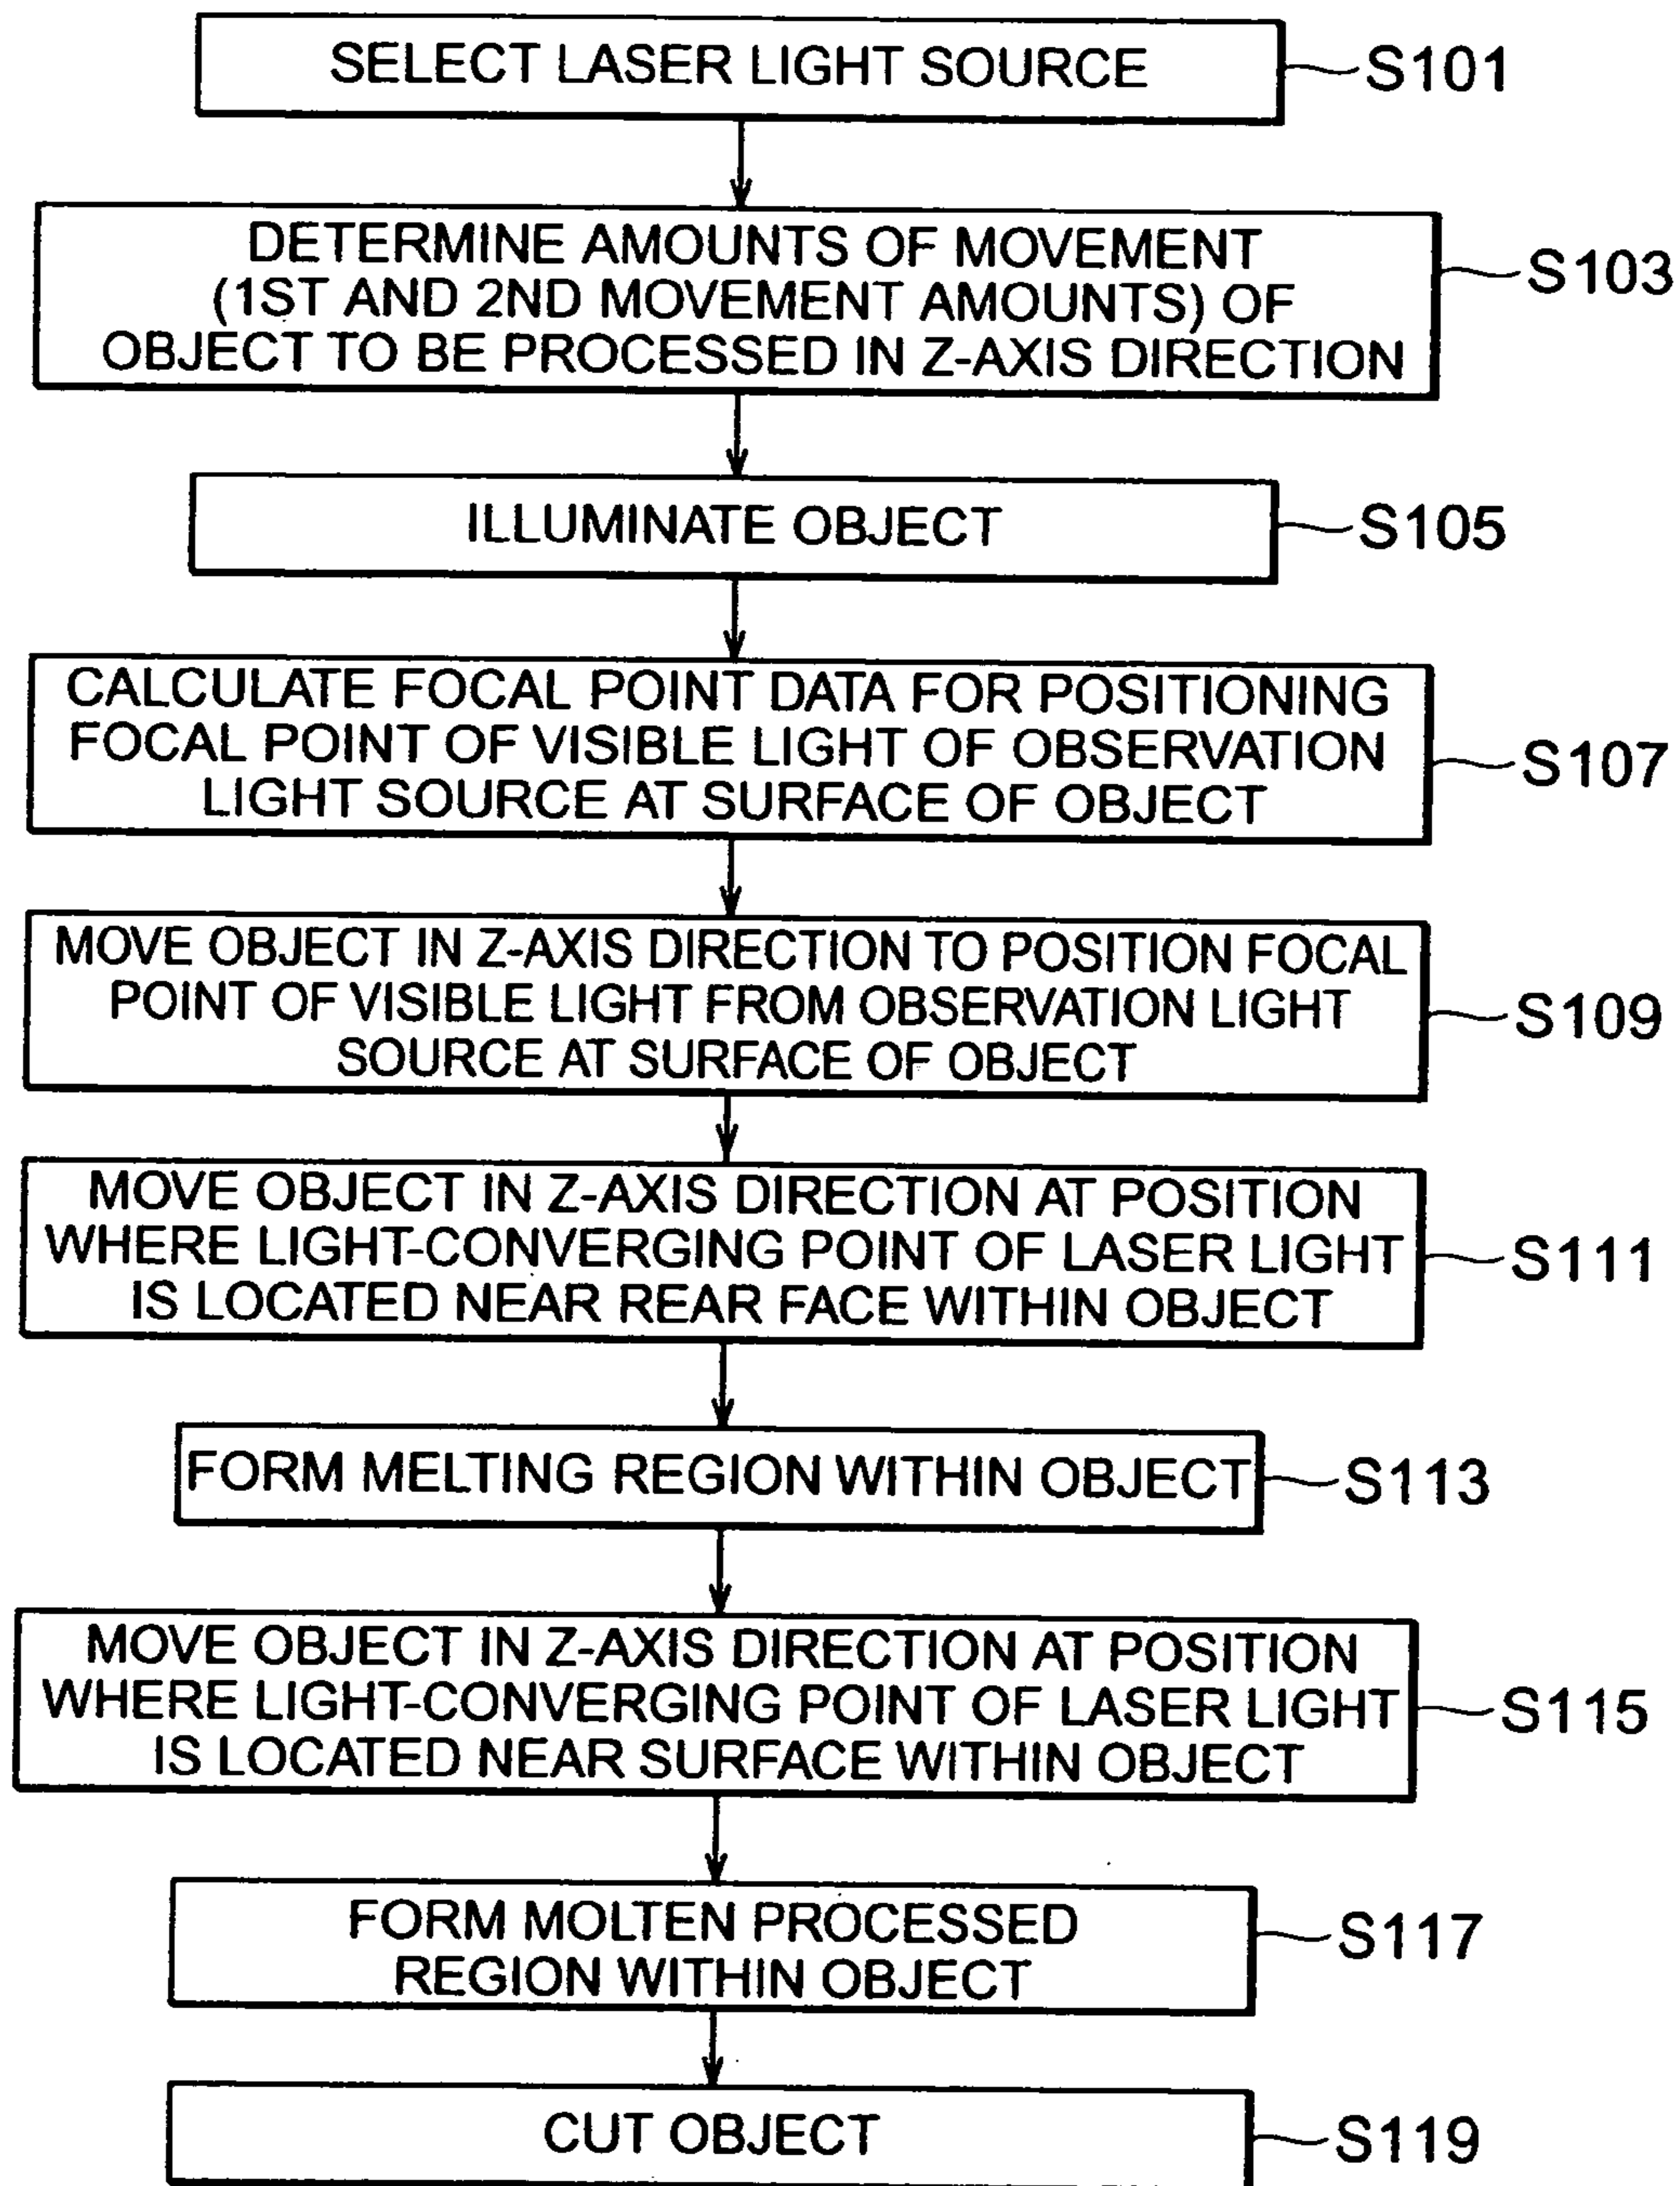 SELECT LASER LIGHT SOURCE
S101
DETERMINE AMOUNTS OF MOVEMENT
(1ST AND 2ND MOVEMENT AMOUNTS) OF
OBJECT TO BE PROCESSED IN Z-AXIS DIRECTION
S103
ILLUMINATE OBJECT
S105
CALCULATE FOCAL POINT DATA FOR POSITIONING
FOCAL POINT OF VISIBLE LIGHT OF OBSERVATION
LIGHT SOURCE AT SURFACE OF OBJECT
S107
MOVE OBJECT IN Z-AXIS DIRECTION TO POSITION FOCAL
POINT OF VISIBLE LIGHT FROM OBSERVATION LIGHT
SOURCE AT SURFACE OF OBJECT
S109
MOVE OBJECT IN Z-AXIS DIRECTION AT POSITION
WHERE LIGHT-CONVERGING POINT OF LASER LIGHT
IS LOCATED NEAR REAR FACE WITHIN OBJECT
S111
FORM MELTING REGION WITHIN OBJECT
S113
MOVE OBJECT IN Z-AXIS DIRECTION AT POSITION
WHERE LIGHT-CONVERGING POINT OF LASER LIGHT
IS LOCATED NEAR SURFACE WITHIN OBJECT
S115
FORM MOLTEN PROCESSED
REGION WITHIN OBJECT
S117
CUT OBJECT
S119